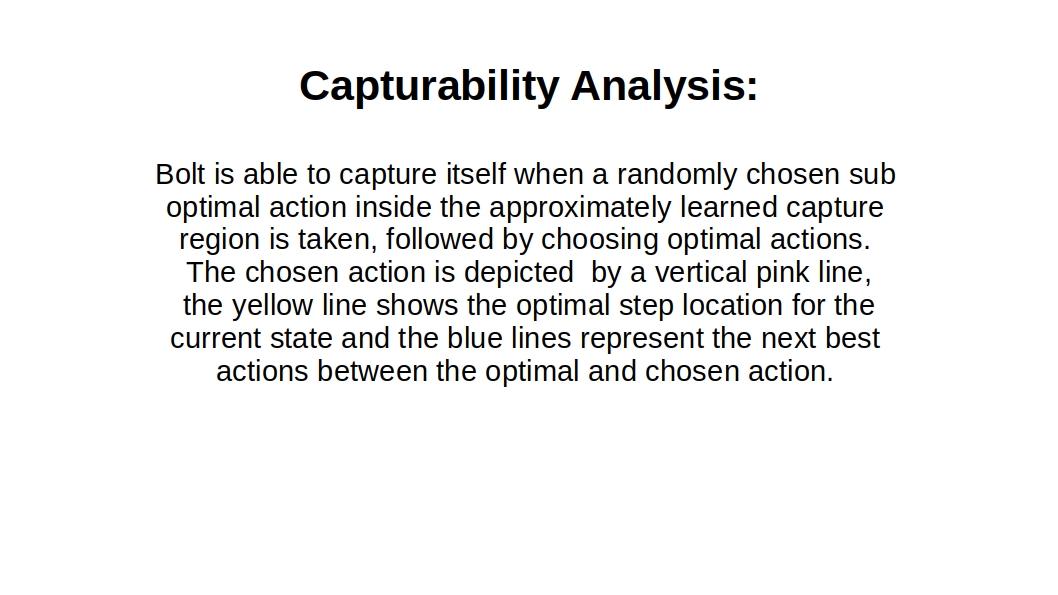 Capturability Analysis:
Bolt is able to capture itself when a randomly chosen sub
optimal action inside the approximately learned capture
region is taken, followed by choosing optimal actions.
The chosen action is depicted  by a vertical pink line,
the yellow line shows the optimal step location for the
current state and the blue lines represent the next best
actions between the optimal and chosen action.